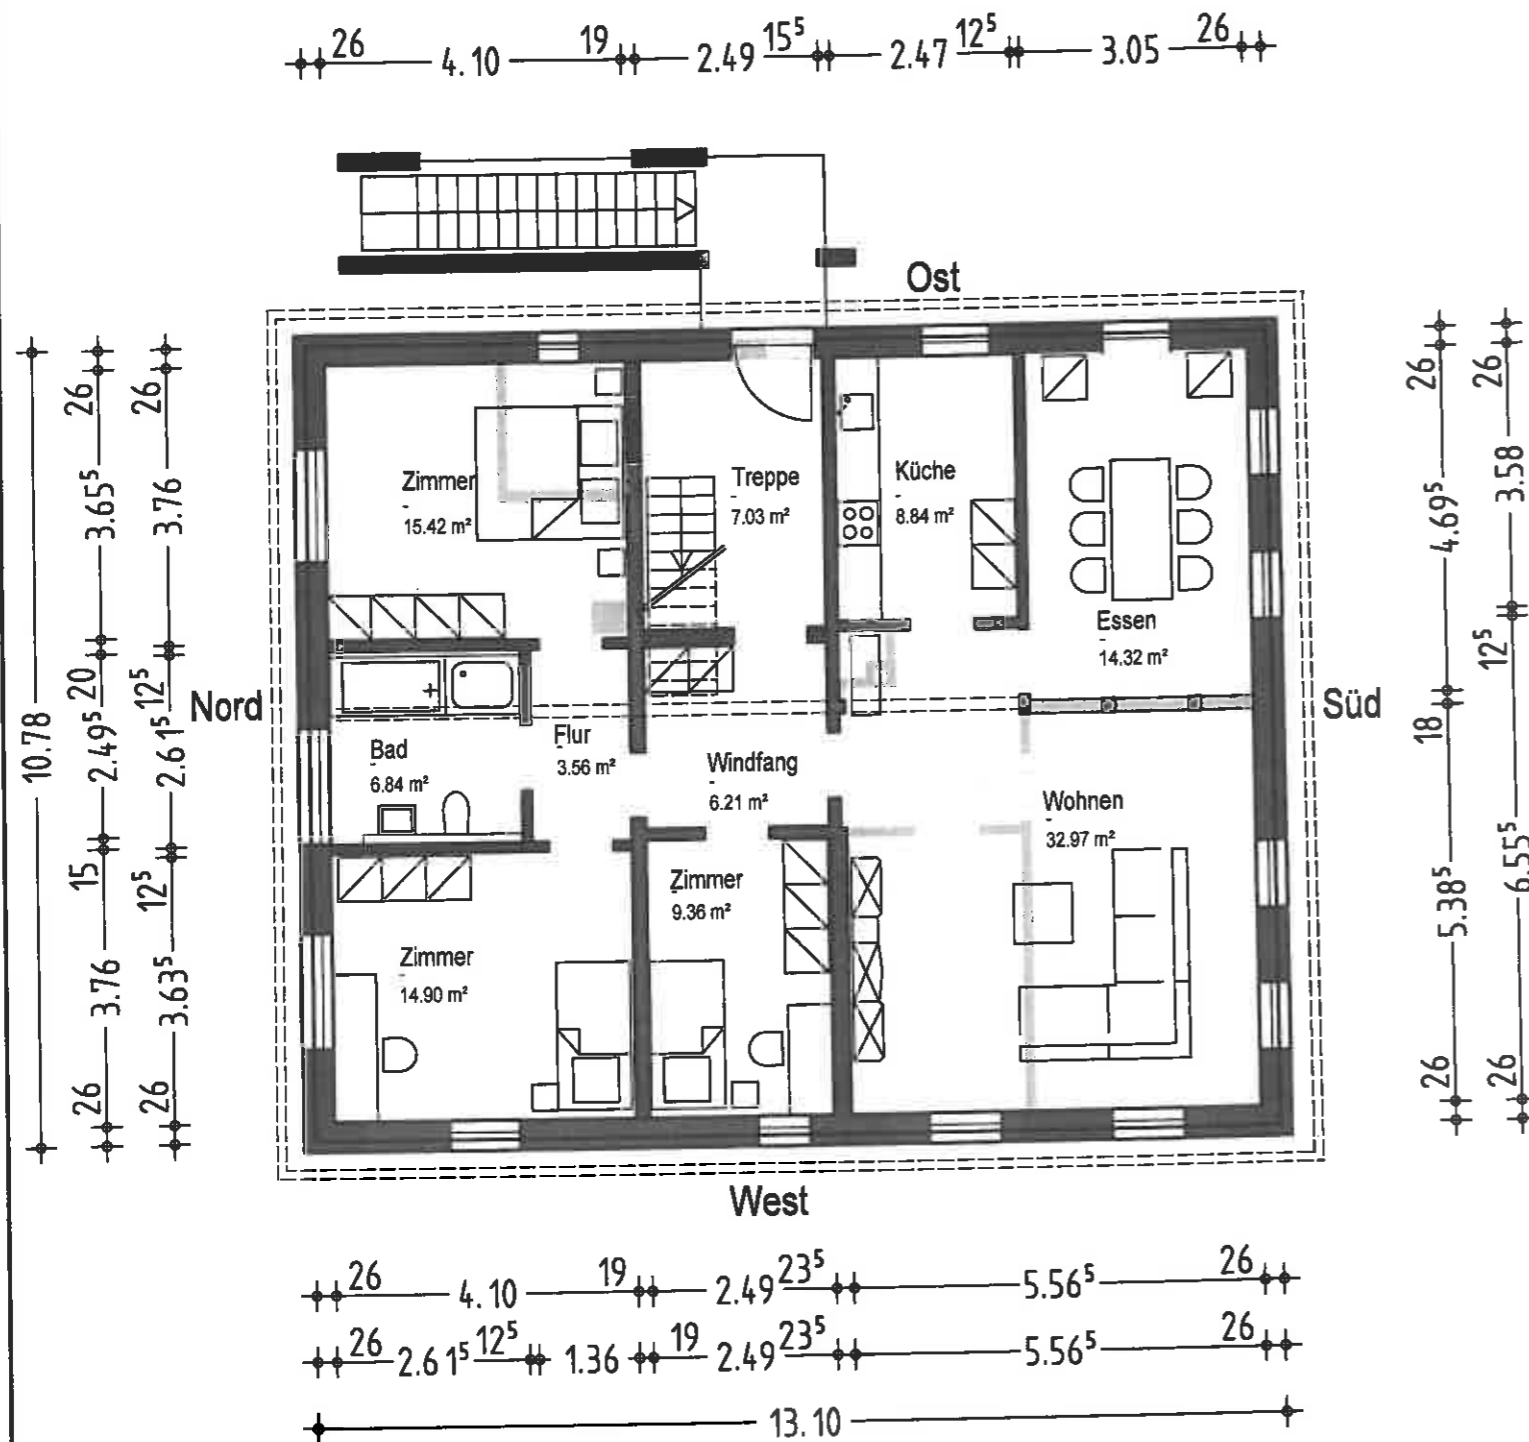 26 4.10 19 2.49 15⁵ 2.47 12⁵ 3.05 26
Ost
Zimmer
15.42 m²
Treppe
7.03 m²
Küche
8.84 m²
Essen
14.32 m²
Nord
Süd
Bad
6.84 m²
Flur
3.56 m²
Windfang
6.21 m²
Wohnen
32.97 m²
Zimmer
9.36 m²
Zimmer
14.90 m²
West
10.78
26 3.76 15 2.49⁵ 20 3.65⁵ 26
26 3.63⁵ 12⁵ 2.61⁵ 12⁵ 3.76 26
26 5.38⁵ 18 4.69⁵ 26
26 6.55⁵ 12⁵ 3.58 26
26 4.10 19 2.49 23⁵ 5.56⁵ 26
26 2.61⁵ 12⁵ 1.36 19 2.49 23⁵ 5.56⁵ 26
13.10